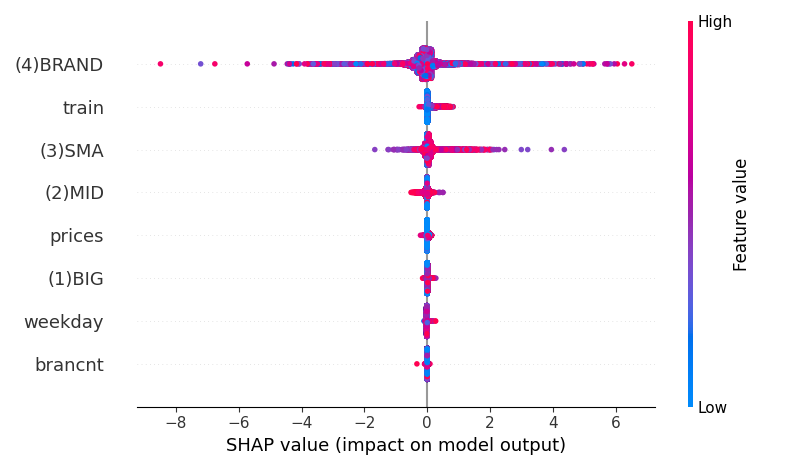 High
(4)BRAND
train
(3)SMA
(2)MID
prices
(1)BIG
weekday
brancnt
Feature value
Low
−8 −6 −4 −2 0 2 4 6
SHAP value (impact on model output)